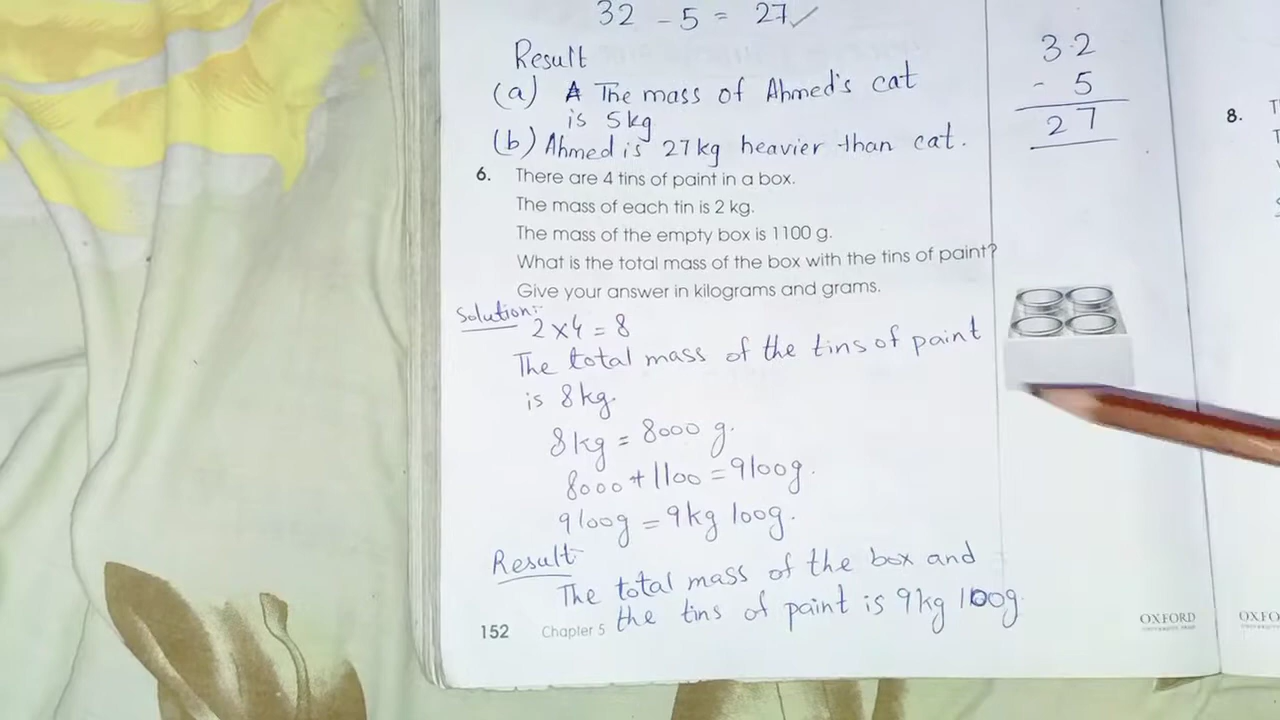 32 - 5 = 27 ✓
Result
(a) A The mass of Ahmed's cat
is 5kg
(b) Ahmed is 27kg heavier than cat.
3 2
- 5
2 7
6. There are 4 tins of paint in a box.
The mass of each tin is 2 kg.
The mass of the empty box is 1100 g.
What is the total mass of the box with the tins of paint?
Give your answer in kilograms and grams.
Solution:-
2 x 4 = 8
The total mass of the tins of paint
is 8kg.
8kg = 8000 g.
8000 + 1100 = 9100g.
9100g = 9kg 100g.
Result
The total mass of the box and
the tins of paint is 9kg 100g.
152 Chapter 5
OXFORD
8.
OXFO